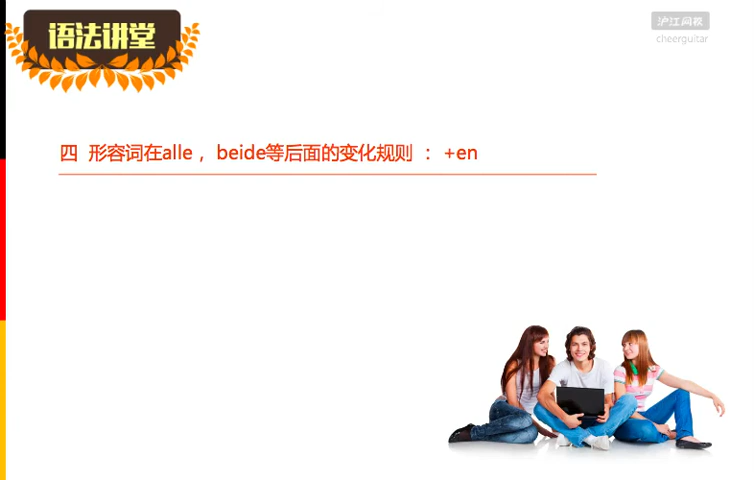 语法讲堂
沪江网校
cheerguitar
四 形容词在alle，beide等后面的变化规则 ：+en